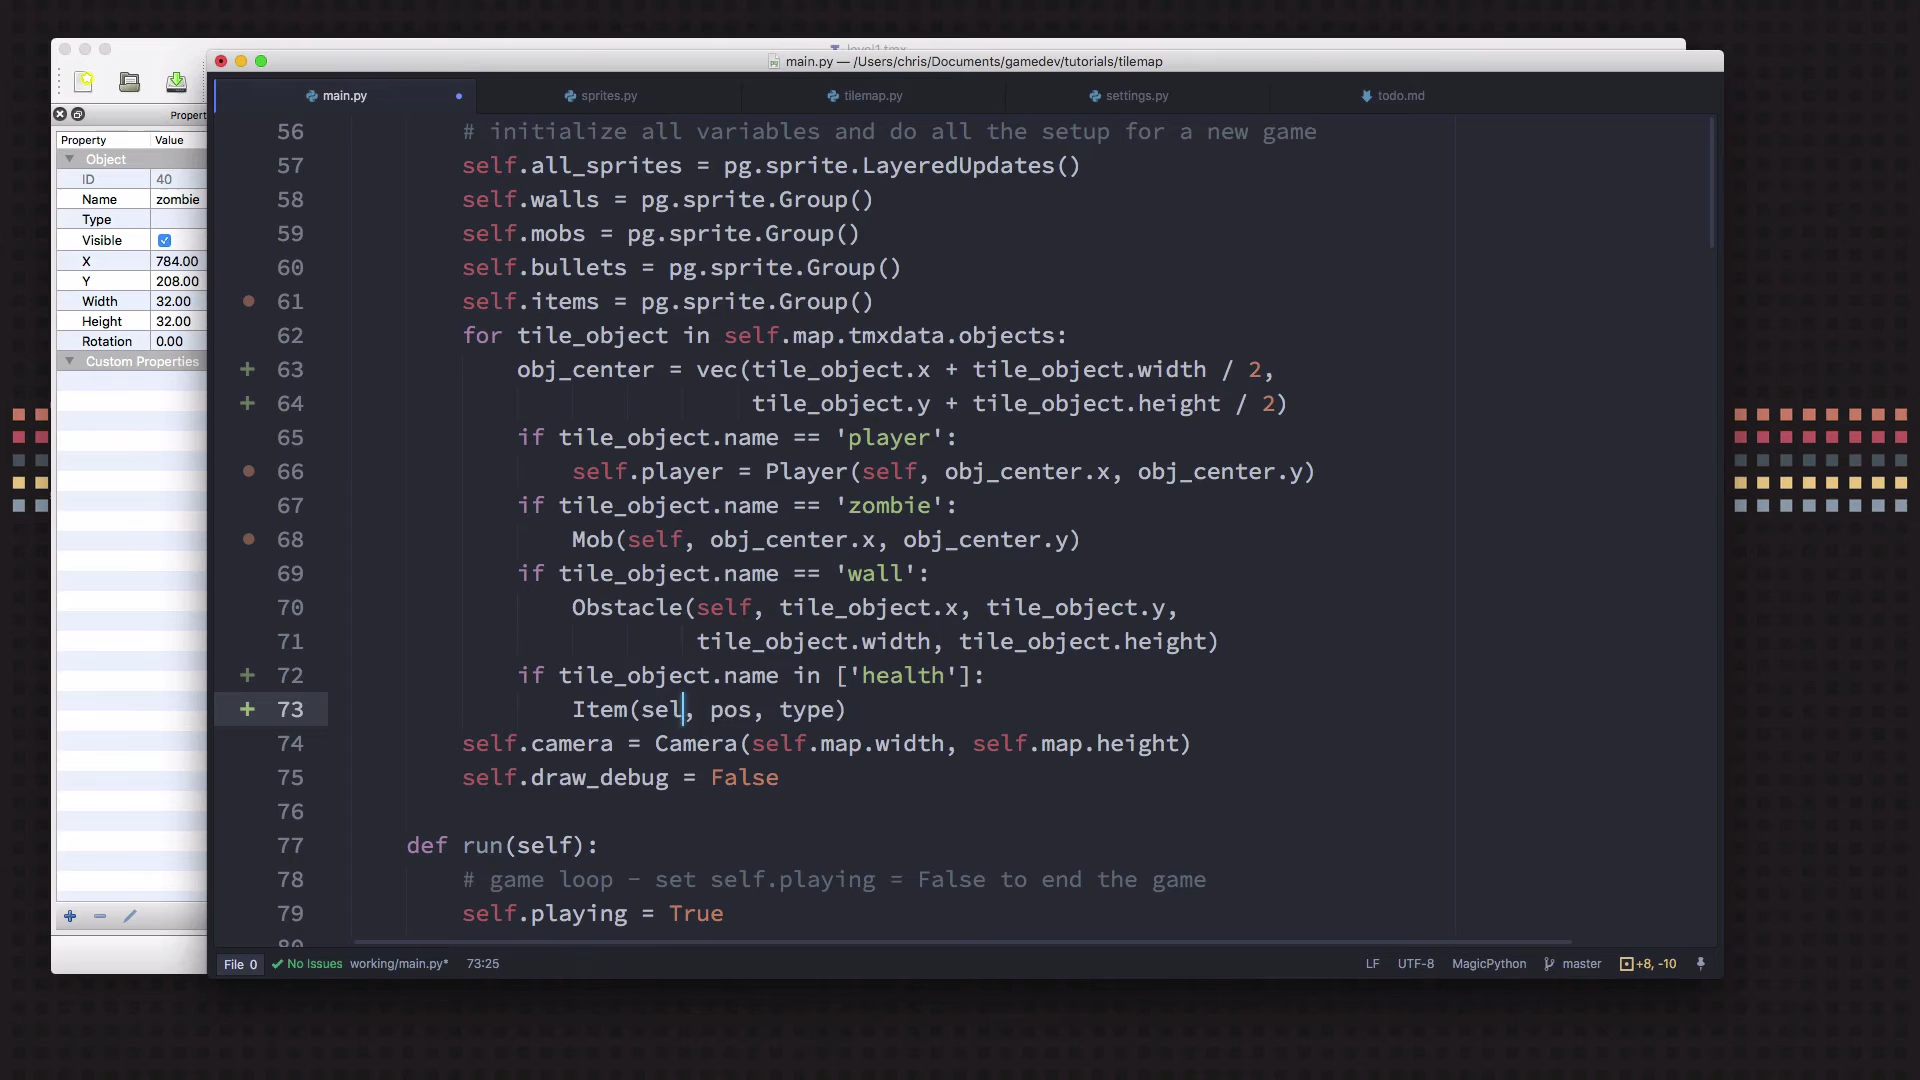 level1.tmx
main.py — /Users/chris/Documents/gamedev/tutorials/tilemap
main.py
sprites.py
tilemap.py
settings.py
todo.md
Propert
Property Value
Object
ID 40
Name zombie
Type
Visible
X 784.00
Y 208.00
Width 32.00
Height 32.00
Rotation 0.00
Custom Properties
56 # initialize all variables and do all the setup for a new game
57 self.all_sprites = pg.sprite.LayeredUpdates()
58 self.walls = pg.sprite.Group()
59 self.mobs = pg.sprite.Group()
60 self.bullets = pg.sprite.Group()
61 self.items = pg.sprite.Group()
62 for tile_object in self.map.tmxdata.objects:
+ 63 obj_center = vec(tile_object.x + tile_object.width / 2,
+ 64 tile_object.y + tile_object.height / 2)
65 if tile_object.name == 'player':
66 self.player = Player(self, obj_center.x, obj_center.y)
67 if tile_object.name == 'zombie':
68 Mob(self, obj_center.x, obj_center.y)
69 if tile_object.name == 'wall':
70 Obstacle(self, tile_object.x, tile_object.y,
71 tile_object.width, tile_object.height)
+ 72 if tile_object.name in ['health']:
+ 73 Item(sel, pos, type)
74 self.camera = Camera(self.map.width, self.map.height)
75 self.draw_debug = False
76
77 def run(self):
78 # game loop - set self.playing = False to end the game
79 self.playing = True
80
File 0 No Issues working/main.py* 73:25 LF UTF-8 MagicPython master +8, -10